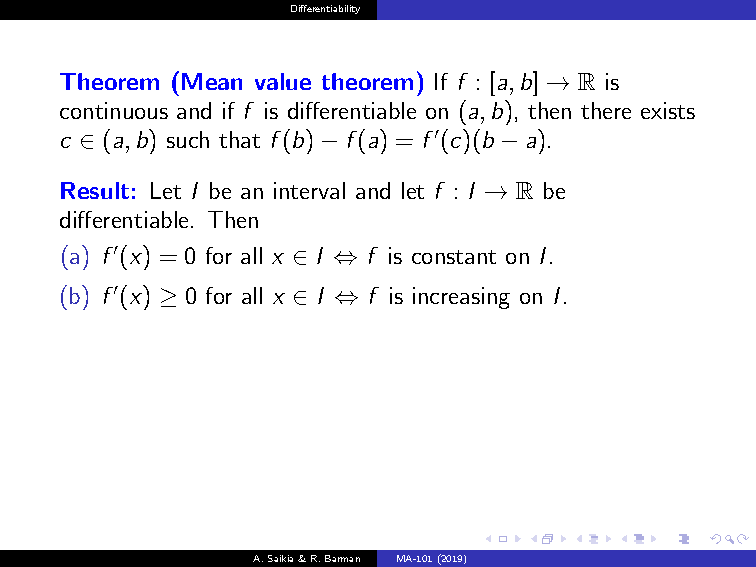 Differentiability
Theorem (Mean value theorem) If f : [a, b] → ℝ is
continuous and if f is differentiable on (a, b), then there exists
c ∈ (a, b) such that f(b) − f(a) = f′(c)(b − a).
Result: Let I be an interval and let f : I → ℝ be
differentiable. Then
(a) f′(x) = 0 for all x ∈ I ⇔ f is constant on I.
(b) f′(x) ≥ 0 for all x ∈ I ⇔ f is increasing on I.
A. Saikia & R. Barman MA-101 (2019)